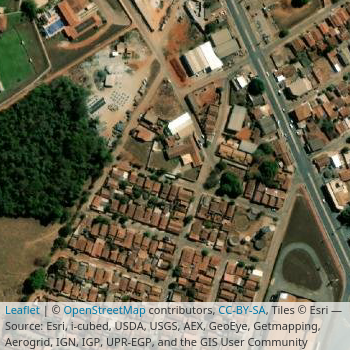 Leaflet | © OpenStreetMap contributors, CC-BY-SA, Tiles © Esri —
Source: Esri, i-cubed, USDA, USGS, AEX, GeoEye, Getmapping,
Aerogrid, IGN, IGP, UPR-EGP, and the GIS User Community